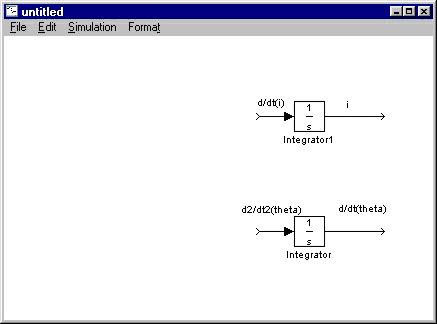 untitled
File Edit Simulation Format
d/dt(i) i
1
s
Integrator1
d2/dt2(theta) d/dt(theta)
1
s
Integrator